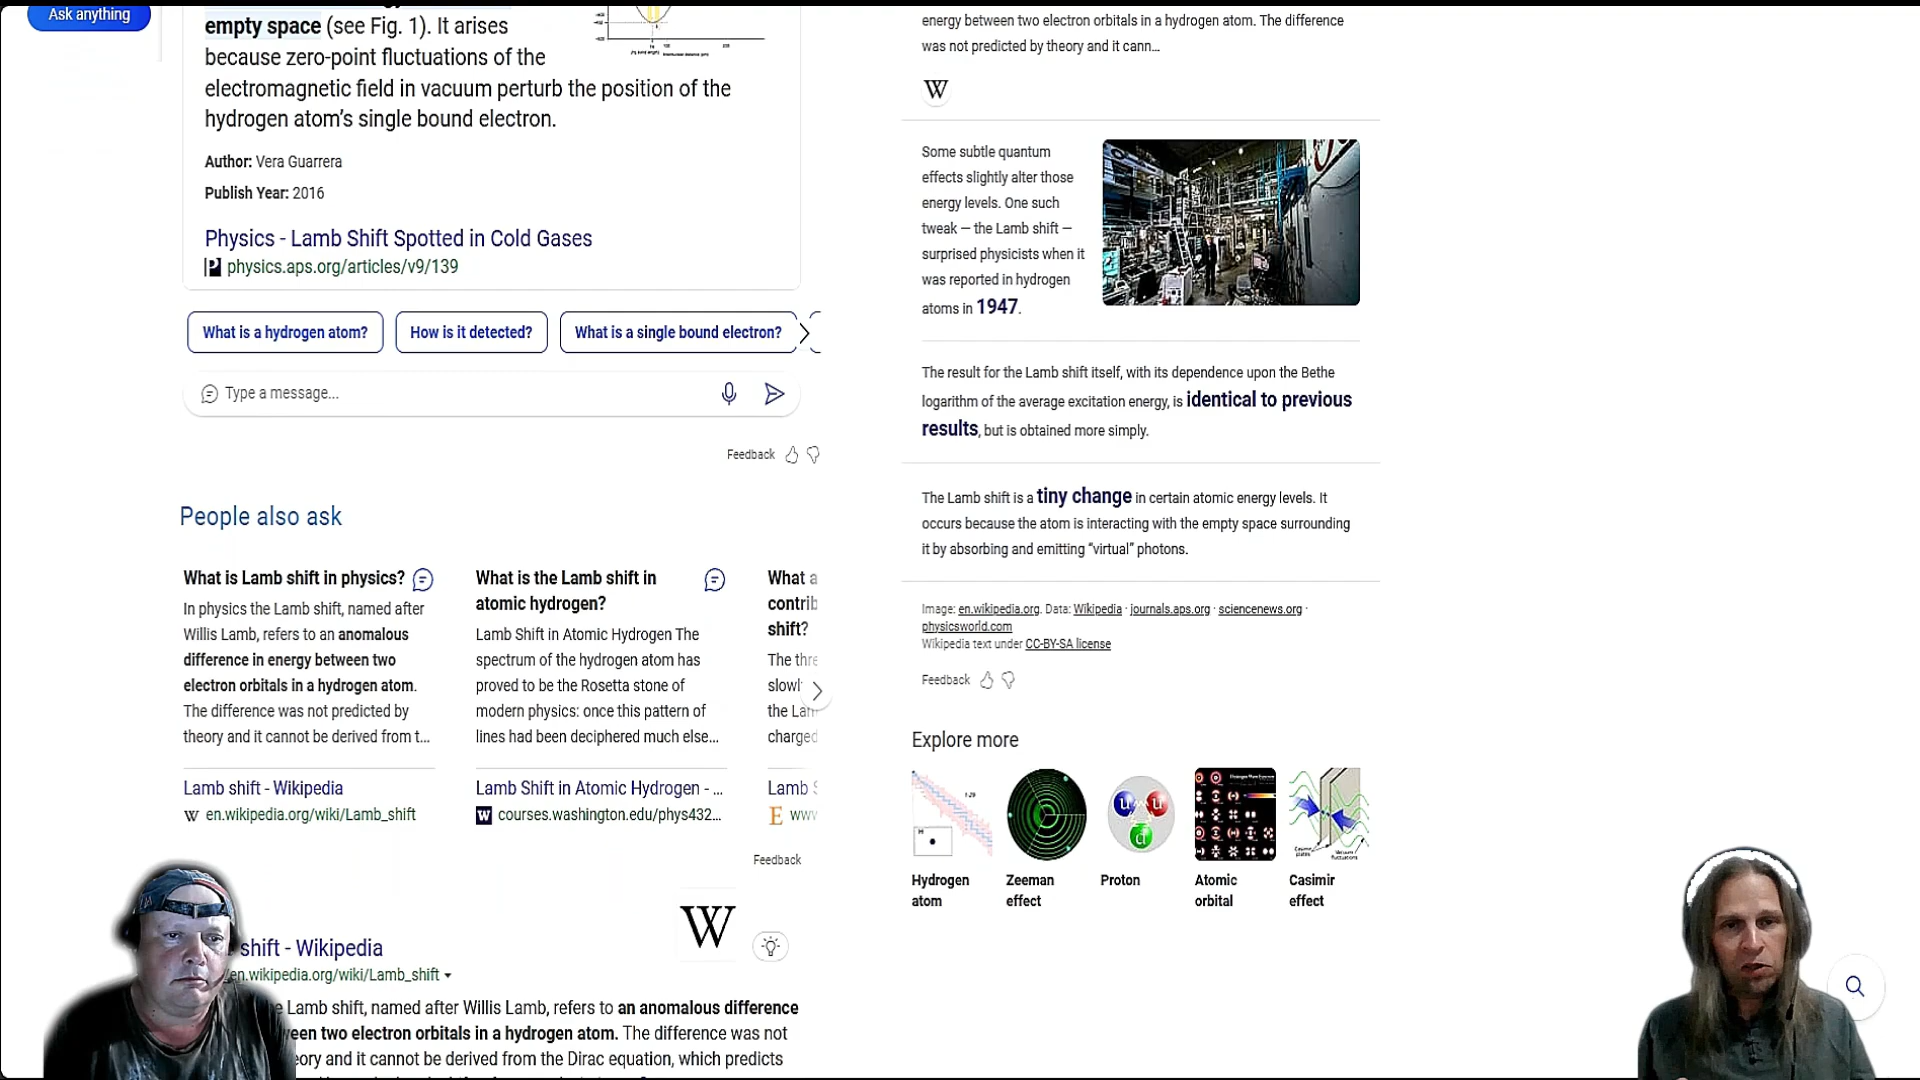 Ask anything
empty space (see Fig. 1). It arises
because zero-point fluctuations of the
electromagnetic field in vacuum perturb the position of the
hydrogen atom’s single bound electron.
Author: Vera Guarrera
Publish Year: 2016
Physics - Lamb Shift Spotted in Cold Gases
physics.aps.org/articles/v9/139
What is a hydrogen atom?
How is it detected?
What is a single bound electron?
Type a message...
Feedback
People also ask
What is Lamb shift in physics?
In physics the Lamb shift, named after
Willis Lamb, refers to an anomalous
difference in energy between two
electron orbitals in a hydrogen atom.
The difference was not predicted by
theory and it cannot be derived from t...
Lamb shift - Wikipedia
en.wikipedia.org/wiki/Lamb_shift
What is the Lamb shift in
atomic hydrogen?
Lamb Shift in Atomic Hydrogen The
spectrum of the hydrogen atom has
proved to be the Rosetta stone of
modern physics: once this pattern of
lines had been deciphered much else...
Lamb Shift in Atomic Hydrogen - ...
courses.washington.edu/phys432...
What a
contrib
shift?
The thre
slowl
the Lam
charged
Lamb S
www
Feedback
shift - Wikipedia
en.wikipedia.org/wiki/Lamb_shift
e Lamb shift, named after Willis Lamb, refers to an anomalous difference
een two electron orbitals in a hydrogen atom. The difference was not
eory and it cannot be derived from the Dirac equation, which predicts
energy between two electron orbitals in a hydrogen atom. The difference
was not predicted by theory and it cann...
W
Some subtle quantum
effects slightly alter those
energy levels. One such
tweak — the Lamb shift —
surprised physicists when it
was reported in hydrogen
atoms in 1947.
The result for the Lamb shift itself, with its dependence upon the Bethe
logarithm of the average excitation energy, is identical to previous
results, but is obtained more simply.
The Lamb shift is a tiny change in certain atomic energy levels. It
occurs because the atom is interacting with the empty space surrounding
it by absorbing and emitting “virtual” photons.
Image: en.wikipedia.org. Data: Wikipedia · journals.aps.org · sciencenews.org ·
physicsworld.com
Wikipedia text under CC-BY-SA license
Feedback
Explore more
Hydrogen
atom
Zeeman
effect
Proton
Atomic
orbital
Casimir
effect